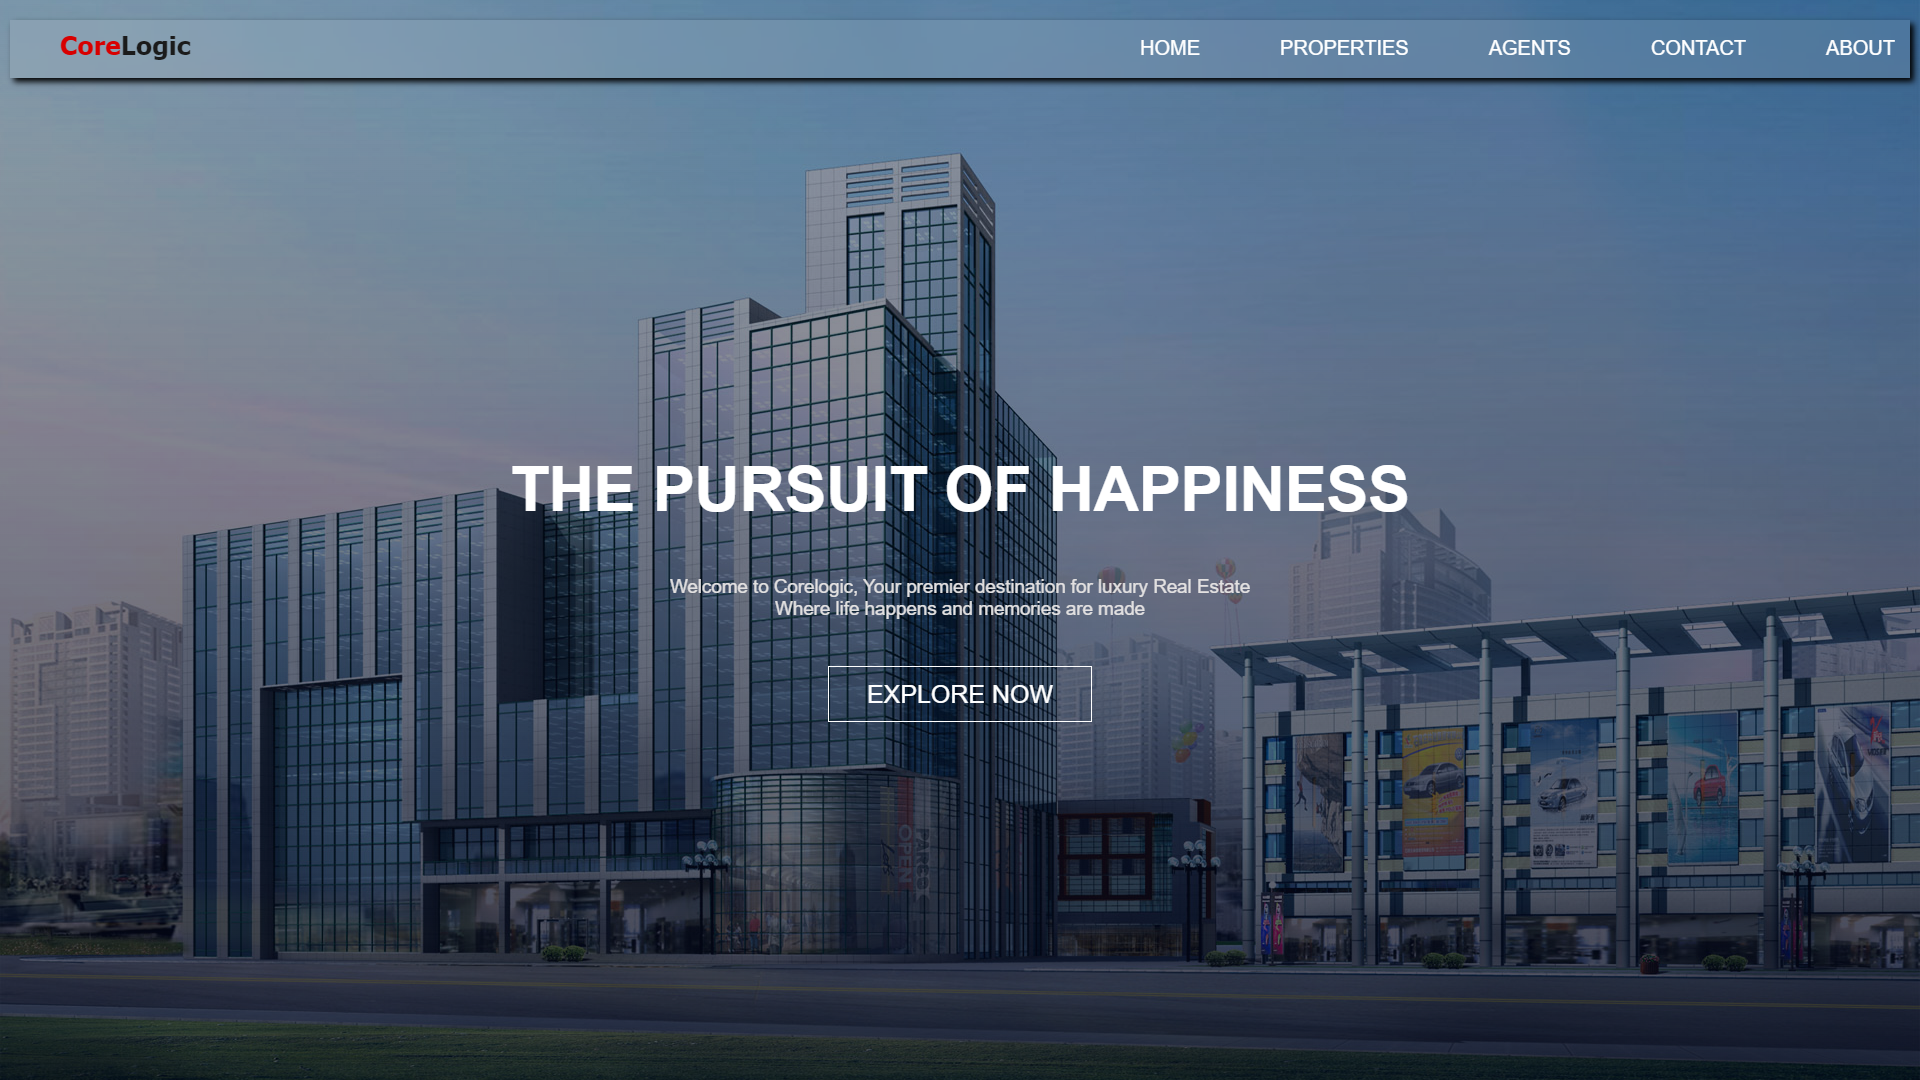 CoreLogic
HOME PROPERTIES AGENTS CONTACT ABOUT
THE PURSUIT OF HAPPINESS
Welcome to Corelogic, Your premier destination for luxury Real Estate
Where life happens and memories are made
EXPLORE NOW
OPEN